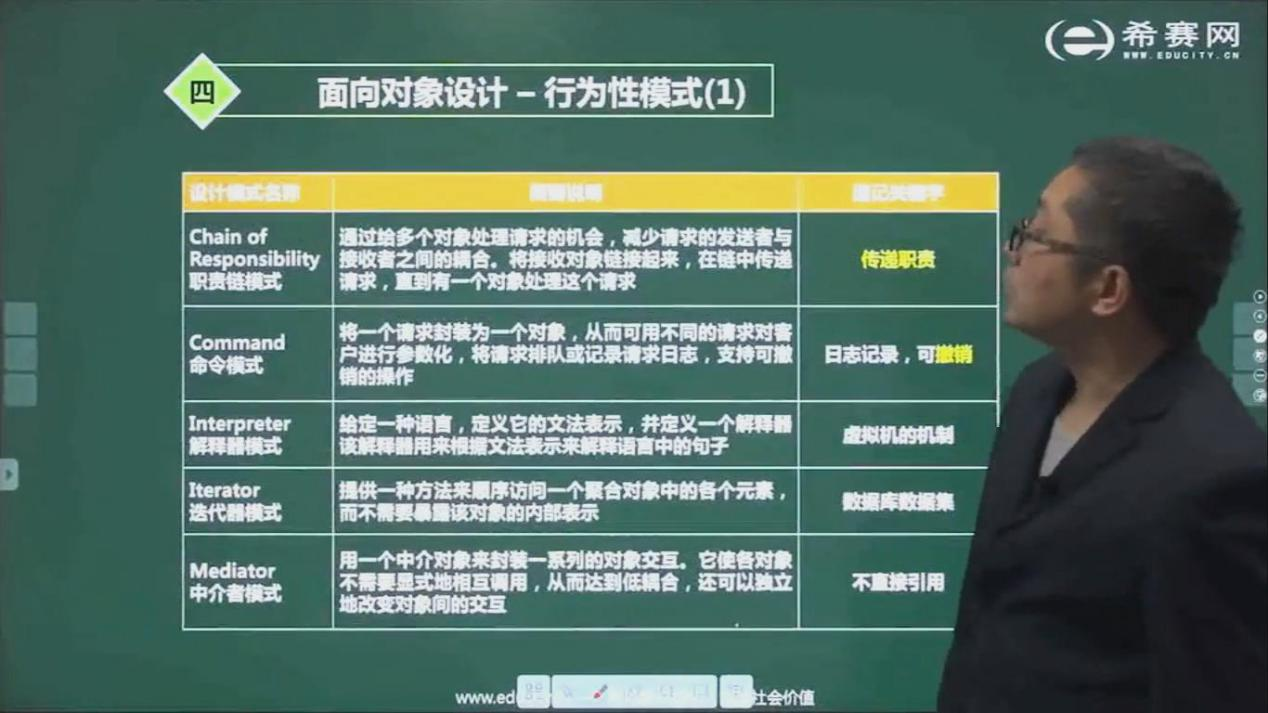 希赛网
WWW.EDUCITY.CN
四
面向对象设计 – 行为性模式(1)
设计模式名称
简要说明
速记关键字
Chain of
Responsibility
职责链模式
通过给多个对象处理请求的机会，减少请求的发送者与
接收者之间的耦合。将接收对象链接起来，在链中传递
请求，直到有一个对象处理这个请求
传递职责
Command
命令模式
将一个请求封装为一个对象，从而可用不同的请求对客
户进行参数化，将请求排队或记录请求日志，支持可撤
销的操作
日志记录，可撤销
Interpreter
解释器模式
给定一种语言，定义它的文法表示，并定义一个解释器
该解释器用来根据文法表示来解释语言中的句子
虚拟机的机制
Iterator
迭代器模式
提供一种方法来顺序访问一个聚合对象中的各个元素，
而不需要暴露该对象的内部表示
数据库数据集
Mediator
中介者模式
用一个中介对象来封装一系列的对象交互。它使各对象
不需要显式地相互调用，从而达到低耦合，还可以独立
地改变对象间的交互
不直接引用
www.ed
社会价值